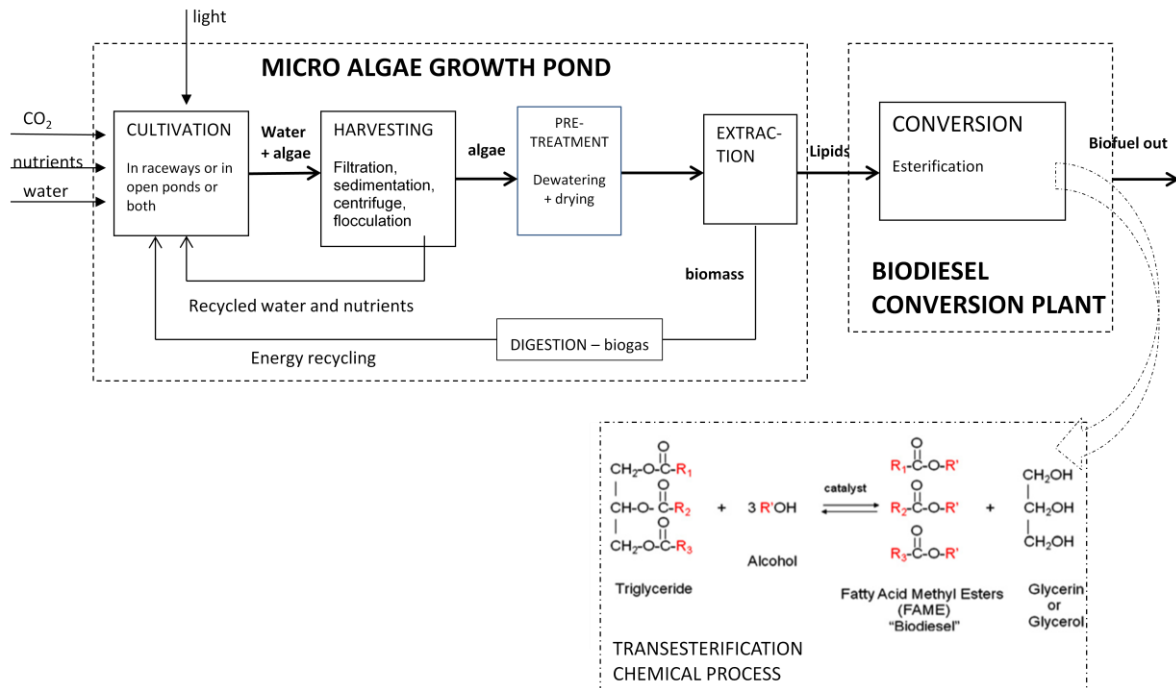 light
MICRO ALGAE GROWTH POND
CO2
nutrients
water
CULTIVATION
In raceways or in
open ponds or
both
Water
+ algae
HARVESTING
Filtration,
sedimentation,
centrifuge,
flocculation
algae
PRE-
TREATMENT
Dewatering
+ drying
EXTRAC-
TION
Lipids
CONVERSION
Esterification
Biofuel out
BIODIESEL
CONVERSION PLANT
biomass
Recycled water and nutrients
DIGESTION – biogas
Energy recycling
O
CH2-O-C-R1
O
CH-O-C-R2
O
CH2-O-C-R3
Triglyceride
+
3 R'OH
Alcohol
catalyst
O
R1-C-O-R'
O
R2-C-O-R'
O
R3-C-O-R'
Fatty Acid Methyl Esters
(FAME)
"Biodiesel"
+
CH2OH
CH2OH
CH2OH
Glycerin
or
Glycerol
TRANSESTERIFICATION
CHEMICAL PROCESS